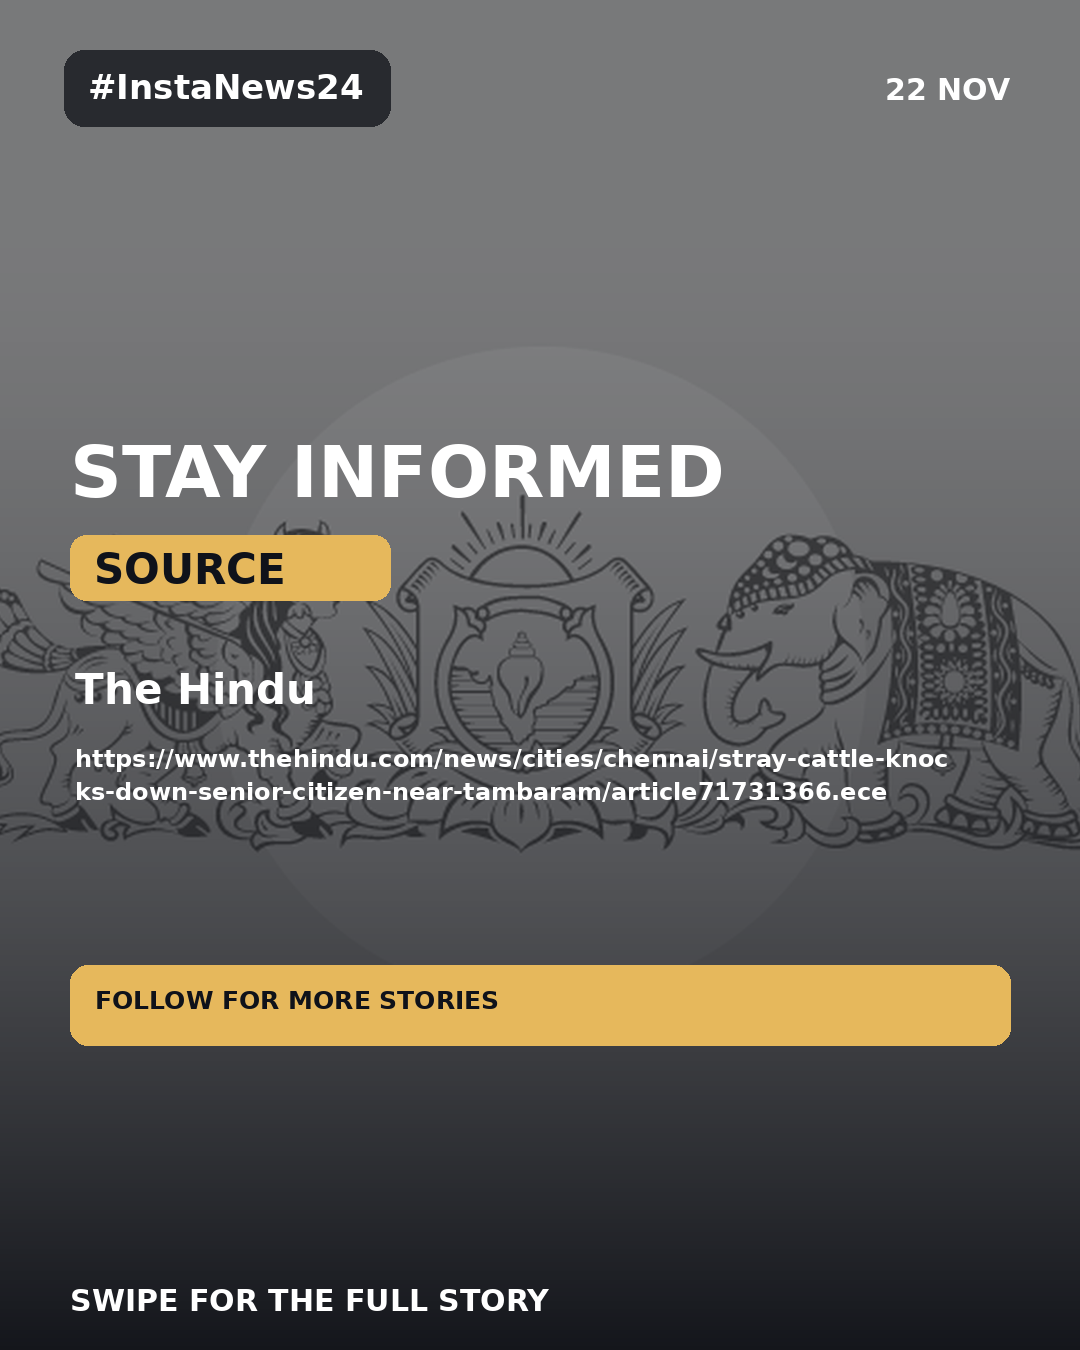 #InstaNews24
22 NOV
STAY INFORMED
SOURCE
The Hindu
https://www.thehindu.com/news/cities/chennai/stray-cattle-knoc
ks-down-senior-citizen-near-tambaram/article71731366.ece
FOLLOW FOR MORE STORIES
SWIPE FOR THE FULL STORY